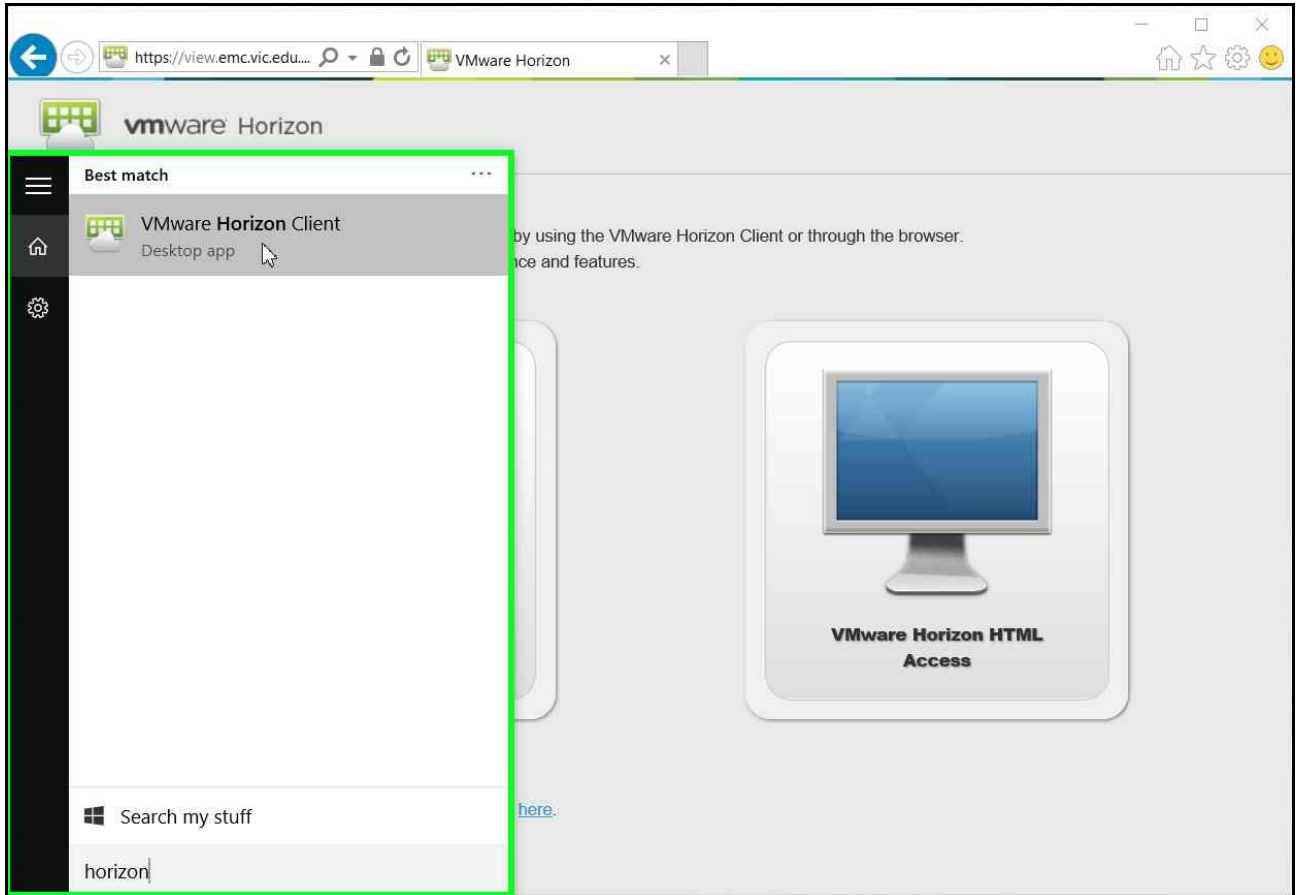 https://view.emc.vic.edu....
VMware Horizon
vmware Horizon
Best match
VMware Horizon Client
Desktop app
by using the VMware Horizon Client or through the browser.
nce and features.
VMware Horizon HTML
Access
here.
Search my stuff
horizon